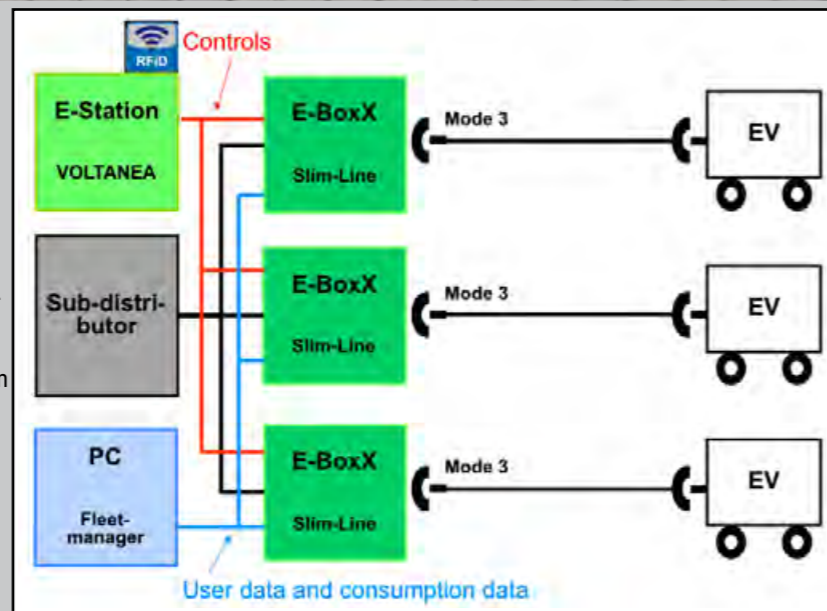 RFiD
Controls
E-Station
VOLTANEA
E-BoxX
Slim-Line
Mode 3
EV
Sub-distri-
butor
E-BoxX
Slim-Line
Mode 3
EV
PC
Fleet-
manager
E-BoxX
Slim-Line
Mode 3
EV
User data and consumption data